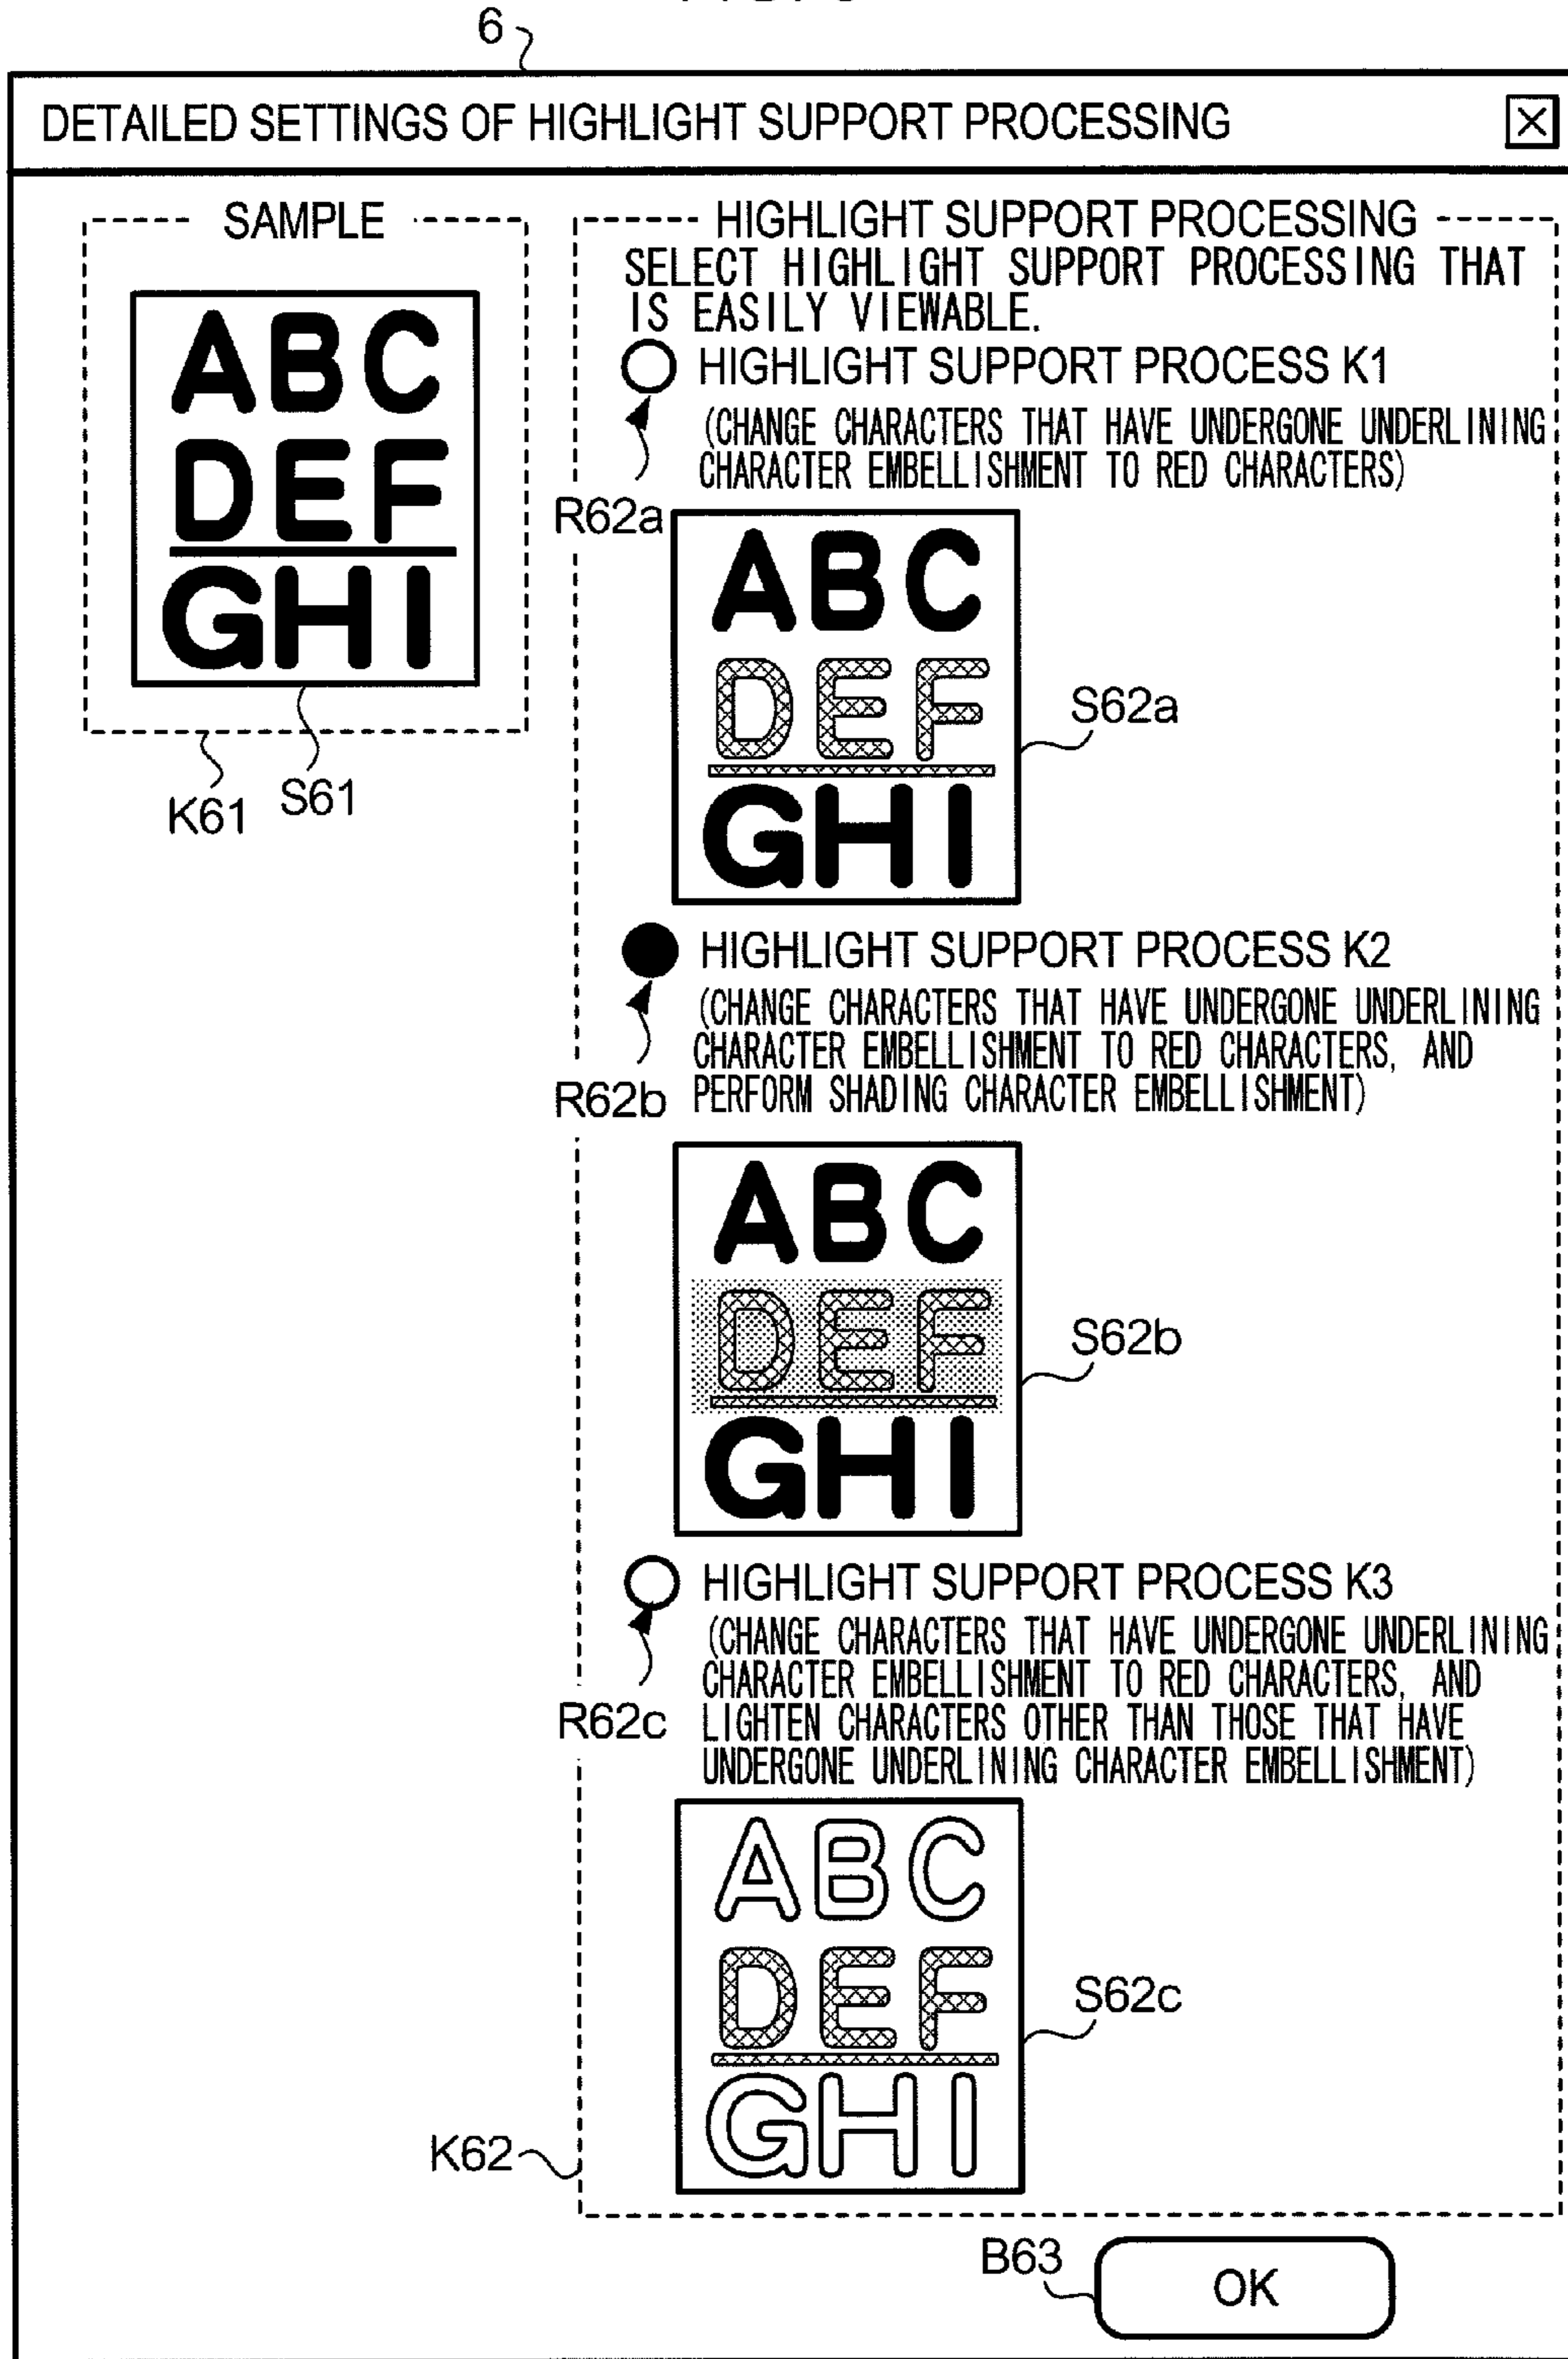 6
DETAILED SETTINGS OF HIGHLIGHT SUPPORT PROCESSING
SAMPLE
ABC
DEF
GHI
K61
S61
HIGHLIGHT SUPPORT PROCESSING
SELECT HIGHLIGHT SUPPORT PROCESSING THAT
IS EASILY VIEWABLE.
HIGHLIGHT SUPPORT PROCESS K1
(CHANGE CHARACTERS THAT HAVE UNDERGONE UNDERLINING
CHARACTER EMBELLISHMENT TO RED CHARACTERS)
R62a
ABC
DEF
GHI
S62a
HIGHLIGHT SUPPORT PROCESS K2
(CHANGE CHARACTERS THAT HAVE UNDERGONE UNDERLINING
CHARACTER EMBELLISHMENT TO RED CHARACTERS, AND
PERFORM SHADING CHARACTER EMBELLISHMENT)
R62b
ABC
DEF
GHI
S62b
HIGHLIGHT SUPPORT PROCESS K3
(CHANGE CHARACTERS THAT HAVE UNDERGONE UNDERLINING
CHARACTER EMBELLISHMENT TO RED CHARACTERS, AND
LIGHTEN CHARACTERS OTHER THAN THOSE THAT HAVE
UNDERGONE UNDERLINING CHARACTER EMBELLISHMENT)
R62c
ABC
DEF
GHI
S62c
K62
B63
OK